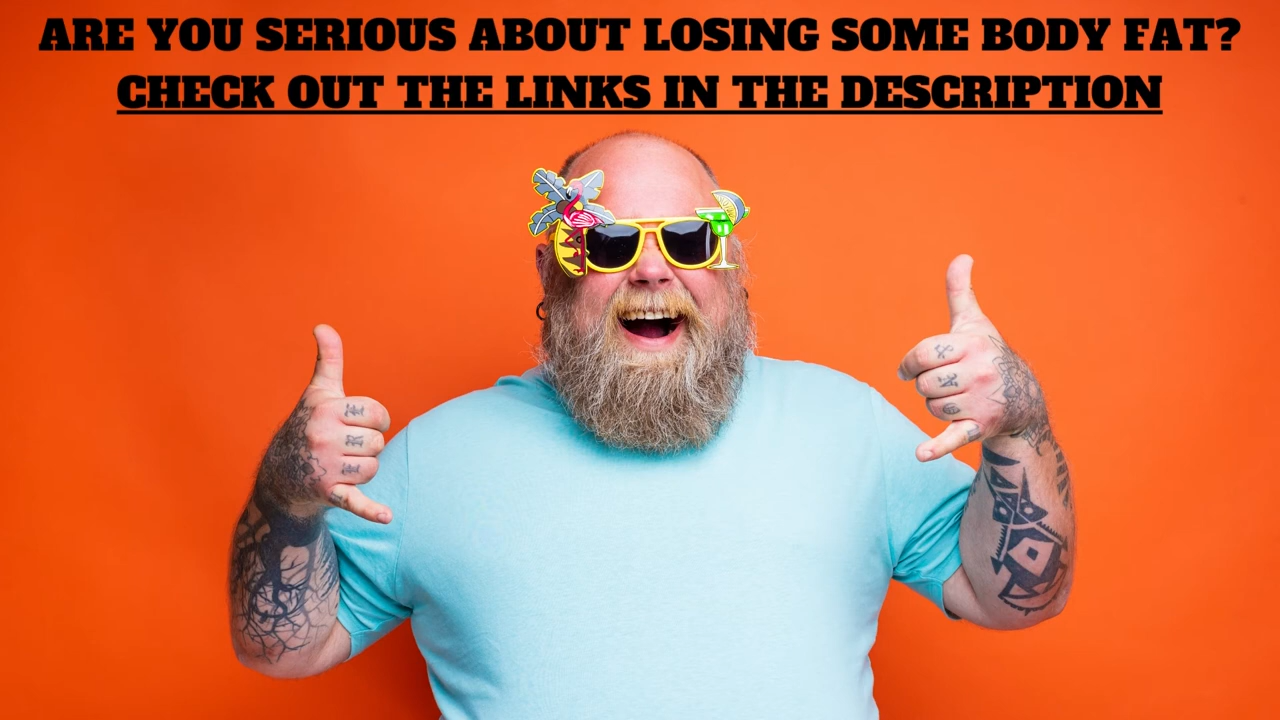 ARE YOU SERIOUS ABOUT LOSING SOME BODY FAT?
CHECK OUT THE LINKS IN THE DESCRIPTION